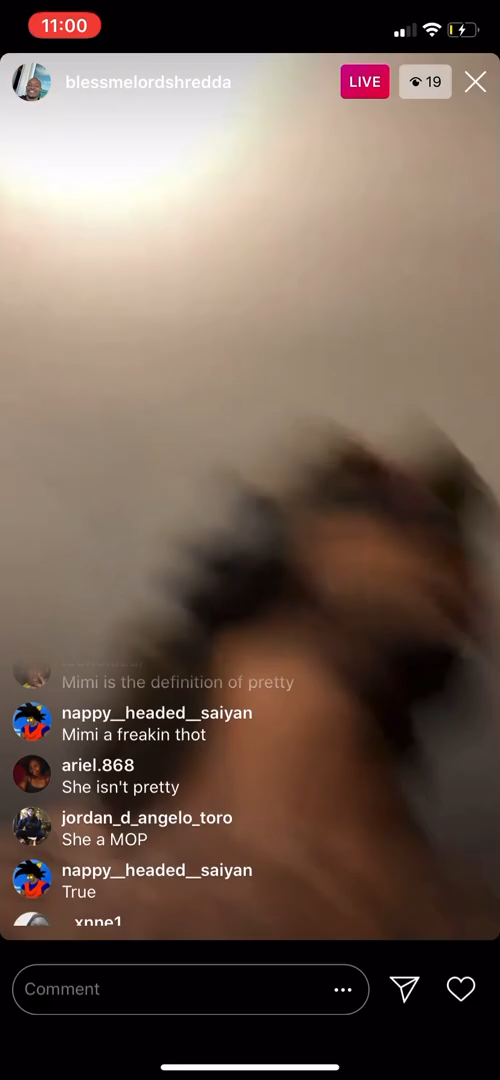 11:00
blessmelordshredda
LIVE
19
Mimi is the definition of pretty
nappy__headed__saiyan
Mimi a freakin thot
ariel.868
She isn't pretty
jordan_d_angelo_toro
She a MOP
nappy__headed__saiyan
True
Comment